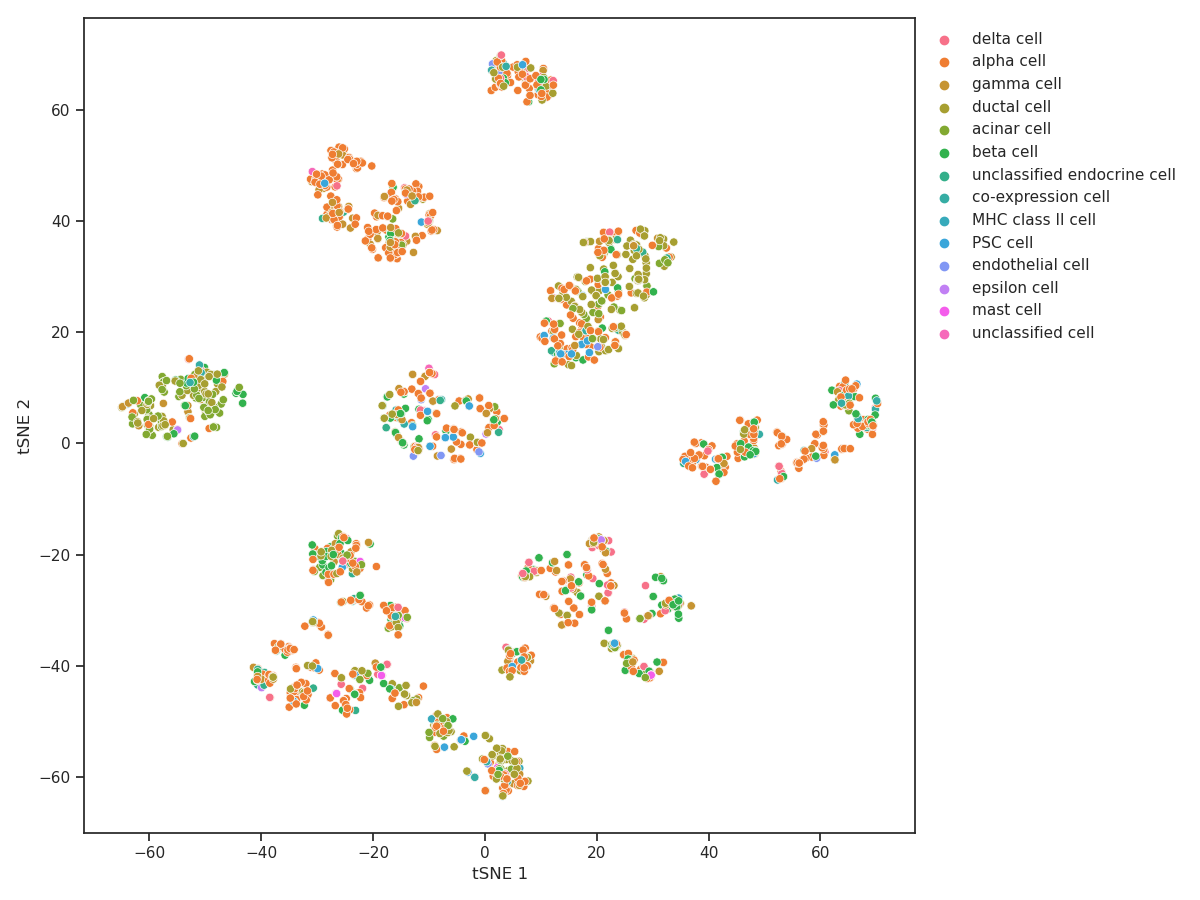 delta cell
alpha cell
gamma cell
ductal cell
acinar cell
beta cell
unclassified endocrine cell
co-expression cell
MHC class II cell
PSC cell
endothelial cell
epsilon cell
mast cell
unclassified cell
60
40
20
0
−20
−40
−60
tSNE 2
−60 −40 −20 0 20 40 60
tSNE 1